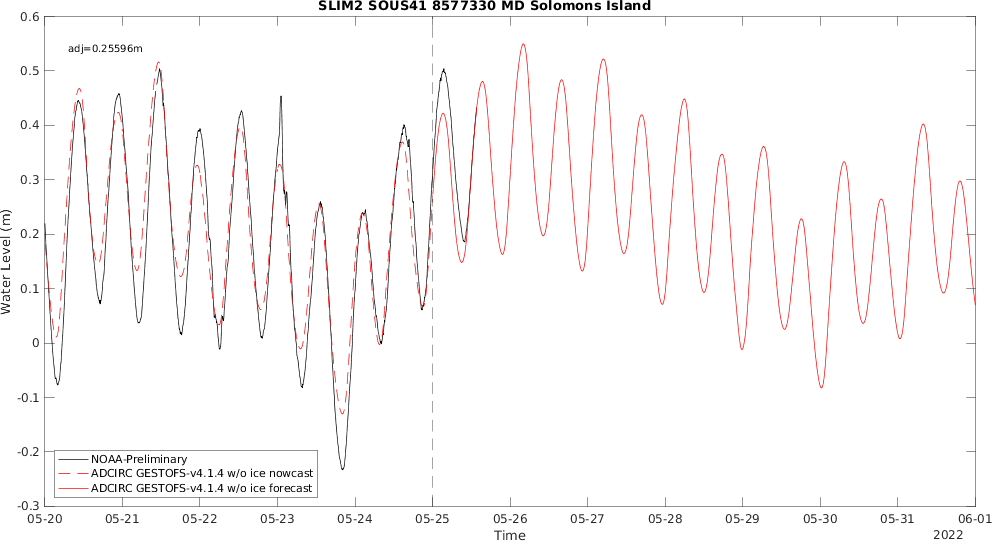 SLIM2 SOUS41 8577330 MD Solomons Island
adj=0.25596m
0.6
0.5
0.4
0.3
0.2
0.1
0
-0.1
-0.2
-0.3
Water Level (m)
NOAA-Preliminary
ADCIRC GESTOFS-v4.1.4 w/o ice nowcast
ADCIRC GESTOFS-v4.1.4 w/o ice forecast
05-20 05-21 05-22 05-23 05-24 05-25 05-26 05-27 05-28 05-29 05-30 05-31 06-01
Time
2022